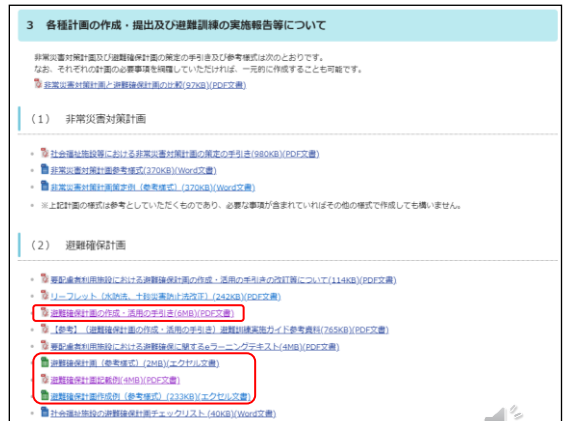 3 各種計画の作成・提出及び避難訓練の実施報告等について
非常災害対策計画及び避難確保計画の策定の手引き及び参考様式は次のとおりです。
なお、それぞれの計画の必要事項を網羅していただければ、一元的に作成することも可能です。
非常災害対策計画と避難確保計画の比較(97KB)(PDF文書)
(1) 非常災害対策計画
社会福祉施設等における非常災害対策計画の策定の手引き(980KB)(PDF文書)
非常災害対策計画参考様式(370KB)(Word文書)
非常災害対策計画策定例(参考様式)(370KB)(Word文書)
※上記計画の様式は参考としていただくものであり、必要な事項が含まれていればその他の様式で作成しても構いません。
(2) 避難確保計画
要配慮者利用施設における避難確保計画の作成・活用の手引きの改訂等について(114KB)(PDF文書)
リーフレット(水防法、土砂災害防止法改正)(242KB)(PDF文書)
避難確保計画の作成・活用の手引き(6MB)(PDF文書)
【参考】(避難確保計画の作成・活用の手引き)避難訓練実施ガイド参考資料(765KB)(PDF文書)
要配慮者利用施設における避難確保に関するeラーニングテキスト(4MB)(PDF文書)
避難確保計画(参考様式)(2MB)(エクセル文書)
避難確保計画記載例(4MB)(PDF文書)
避難確保計画作成例(参考様式)(233KB)(エクセル文書)
社会福祉施設の避難確保計画チェックリスト(40KB)(Word文書)